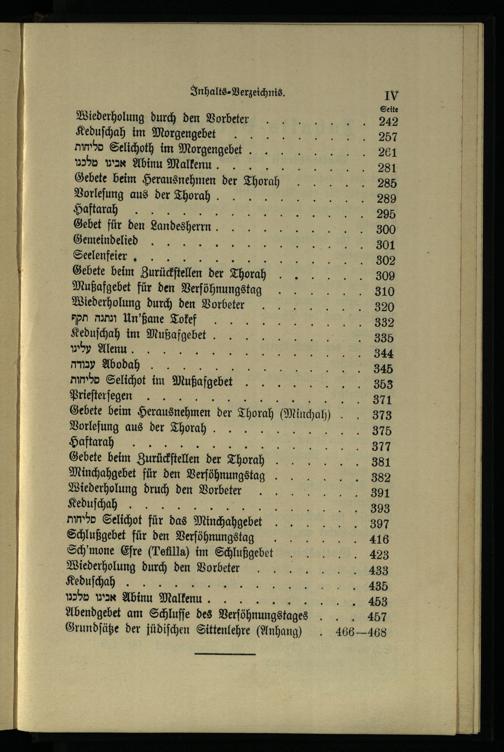 Inhalts-Verzeichnis. IV
Seite
Wiederholung durch den Vorbeter . . . . . . . 242
Keduschah im Morgengebet . . . . . . . 257
סליחות Selichoth im Morgengebet . . . . . . . 261
אבינו מלכנו Abinu Malkenu . . . . . . . . 281
Gebete beim Herausnehmen der Thorah . . . . . 285
Vorlesung aus der Thorah . . . . . . . . 289
Haftarah . . . . . . . . . . . 295
Gebet für den Landesherrn . . . . . . . . 300
Gemeindelied . . . . . . . . . . 301
Seelenfeier . . . . . . . . . . . 302
Gebete beim Zurückstellen der Thorah . . . . . 309
Mußafgebet für den Versöhnungstag . . . . . 310
Wiederholung durch den Vorbeter . . . . . . 320
ונתנה תקף Un'ßane Tokef . . . . . . . . 332
Keduschah im Mußafgebet . . . . . . . . 335
עלינו Alenu . . . . . . . . . . . 344
עבודה Abodah . . . . . . . . . . 345
סליחות Selichot im Mußafgebet . . . . . . . 353
Priestersegen . . . . . . . . . . 371
Gebete beim Herausnehmen der Thorah (Minchah) . . 373
Vorlesung aus der Thorah . . . . . . . . 375
Haftarah . . . . . . . . . . 377
Gebete beim Zurückstellen der Thorah . . . . . 381
Minchahgebet für den Versöhnungstag . . . . . 382
Wiederholung druch den Vorbeter . . . . . . 391
Keduschah . . . . . . . . . . . 393
סליחות Selichot für das Minchahgebet . . . . . 397
Schlußgebet für den Versöhnungstag . . . . . 416
Sch'mone Esre (Tefilla) im Schlußgebet . . . . 423
Wiederholung durch den Vorbeter . . . . . . 433
Keduschah . . . . . . . . . . . 435
אבינו מלכנו Abinu Malkenu . . . . . . . . 453
Abendgebet am Schlusse des Versöhnungstages . . . 457
Grundsätze der jüdischen Sittenlehre (Anhang) . 466—468